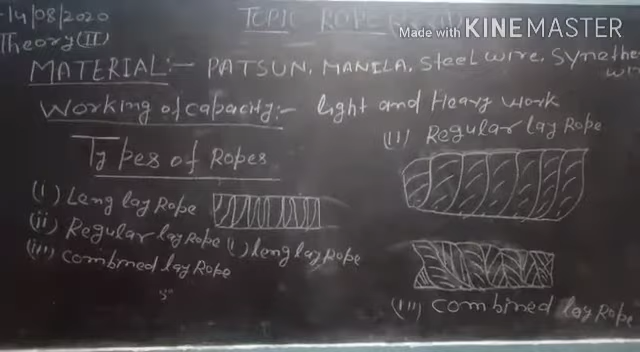 -14/08/2020
TOPIC ROPE
Made with KINEMASTER
Theory (II)
MATERIAL:- PATSUN, MANILA, Steel wire, Synethe-
Working of capacity:- light and Heavy work
(II) Regular lay Rope
Types of Ropes
(i) Leng lay Rope
(ii) Regular lay Rope (i) leng lay Rope
(iii) combined lay Rope
(III) combined lay Rope